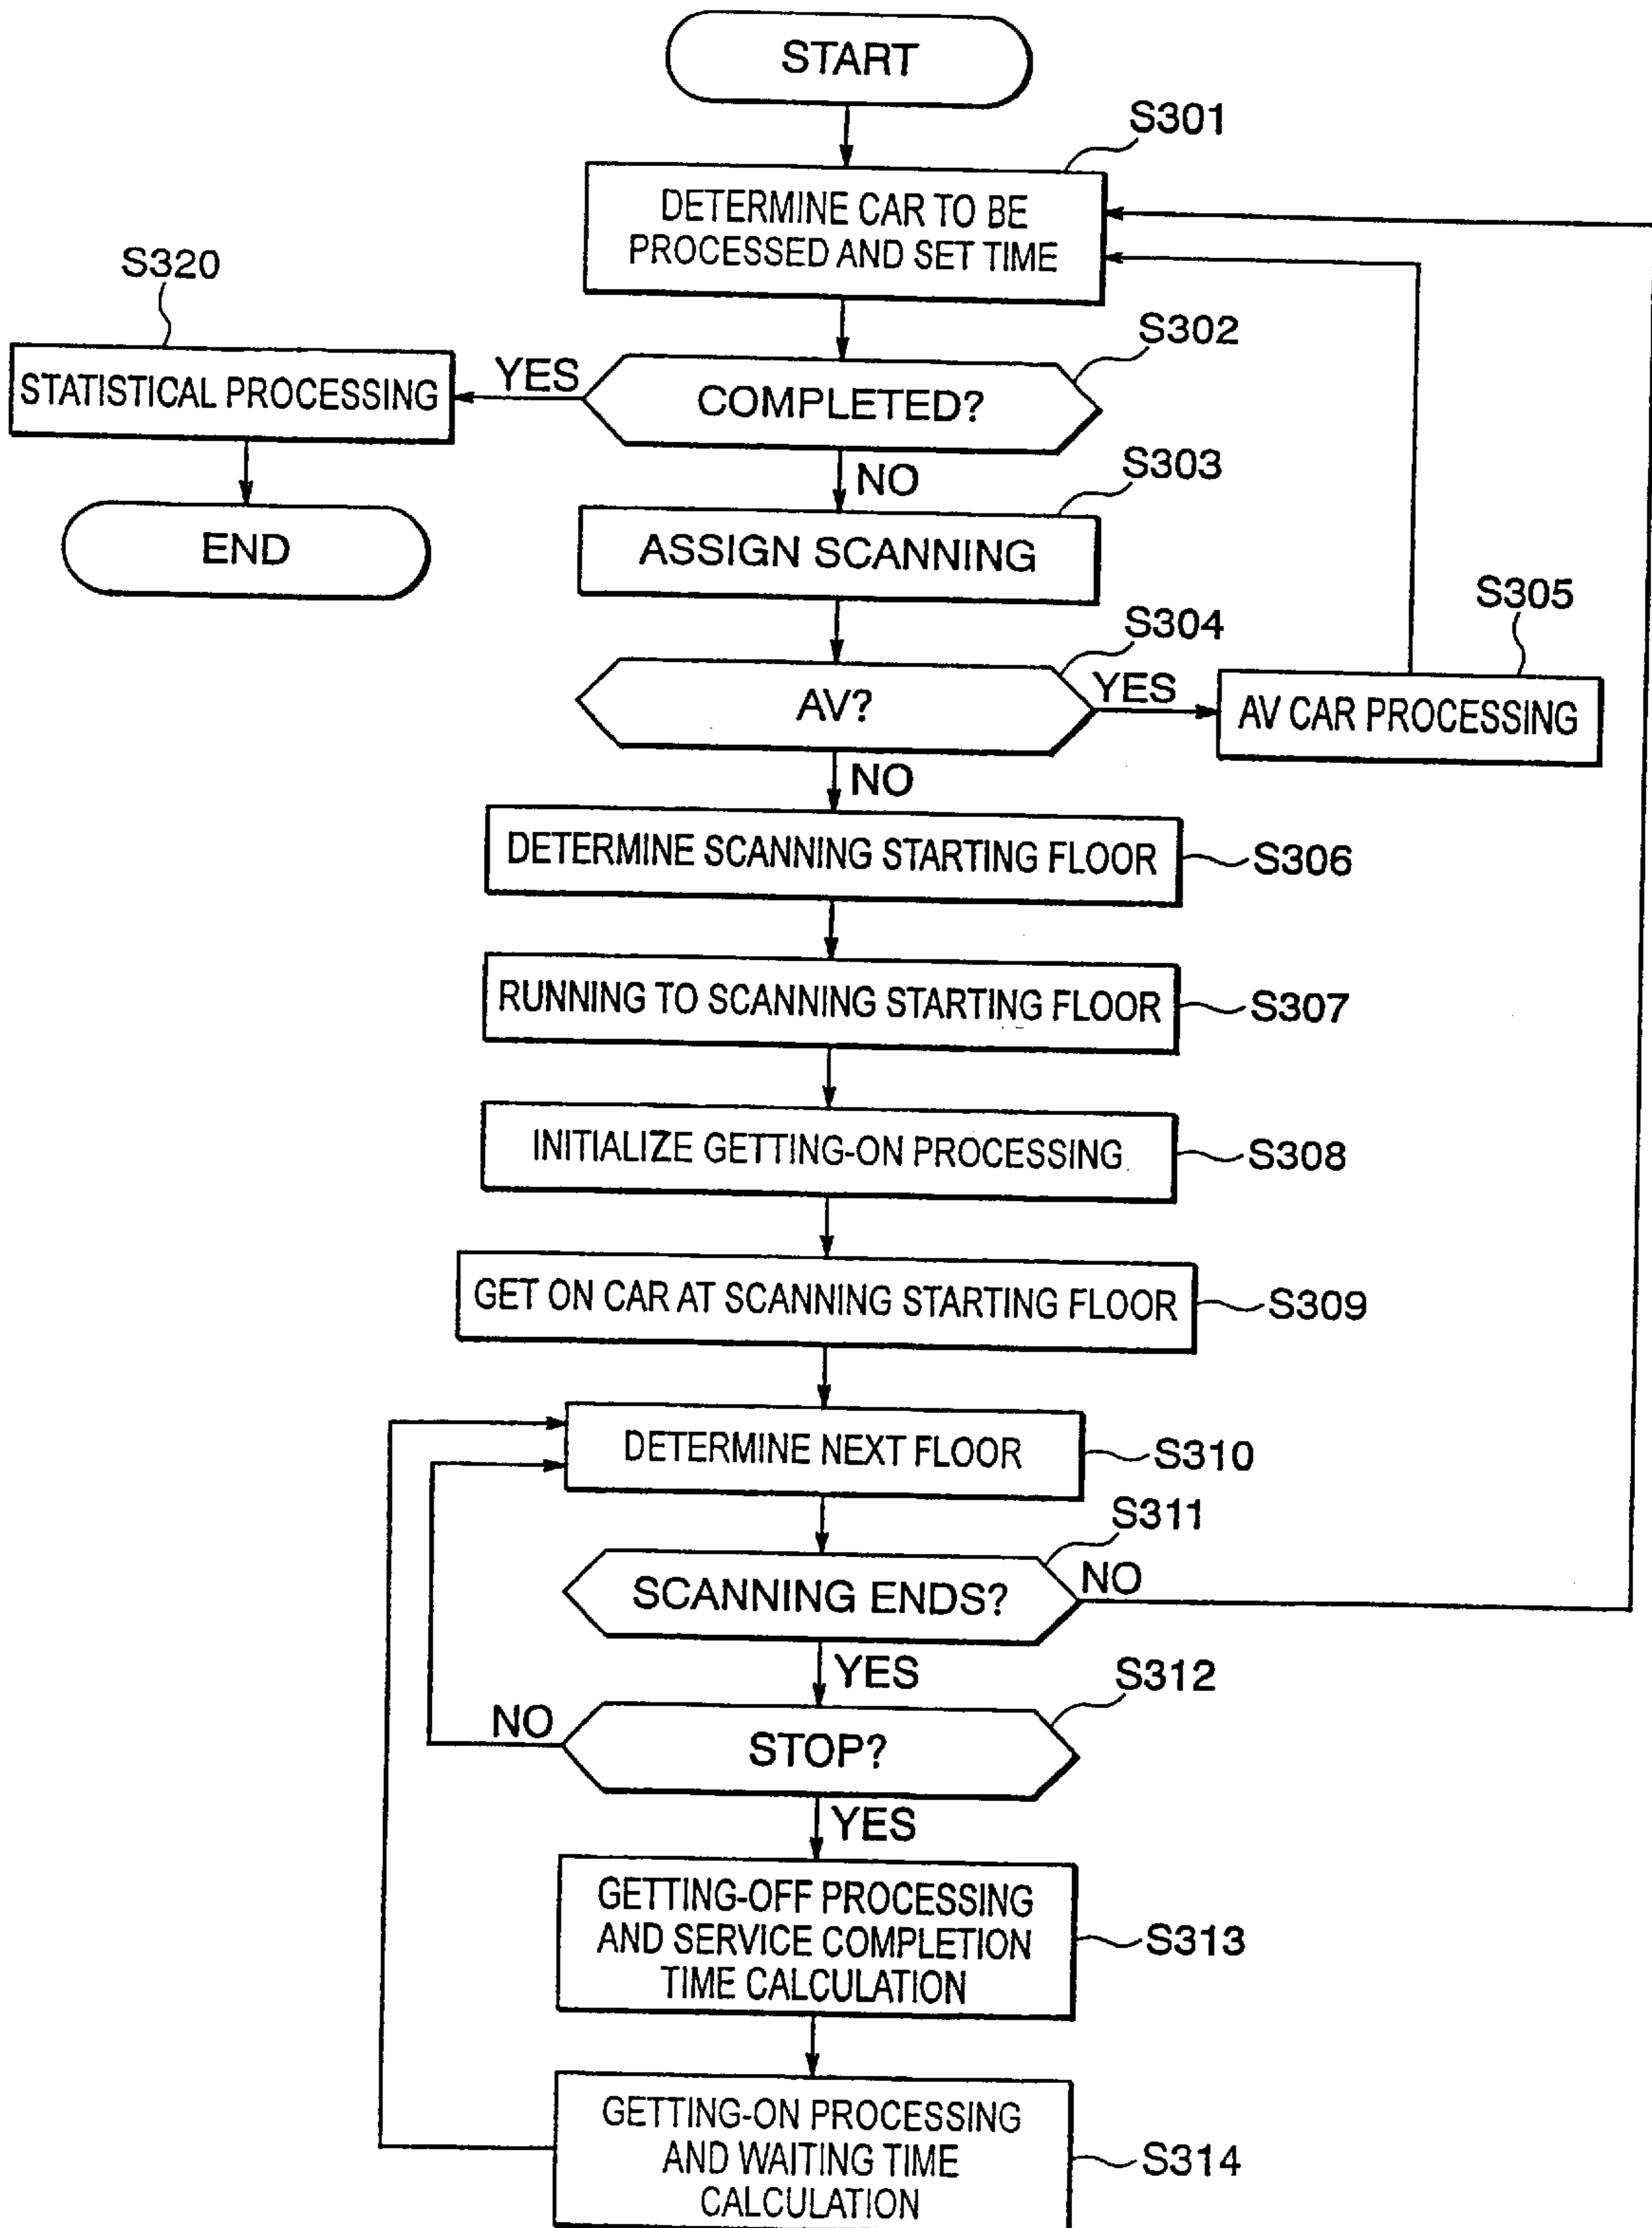 START
S301
DETERMINE CAR TO BE
PROCESSED AND SET TIME
S320
STATISTICAL PROCESSING
YES
S302
COMPLETED?
END
NO
S303
ASSIGN SCANNING
S304
AV?
YES
S305
AV CAR PROCESSING
NO
DETERMINE SCANNING STARTING FLOOR
S306
RUNNING TO SCANNING STARTING FLOOR
S307
INITIALIZE GETTING-ON PROCESSING
S308
GET ON CAR AT SCANNING STARTING FLOOR
S309
DETERMINE NEXT FLOOR
S310
S311
SCANNING ENDS?
NO
YES
S312
NO
STOP?
YES
GETTING-OFF PROCESSING
AND SERVICE COMPLETION
TIME CALCULATION
S313
GETTING-ON PROCESSING
AND WAITING TIME
CALCULATION
S314